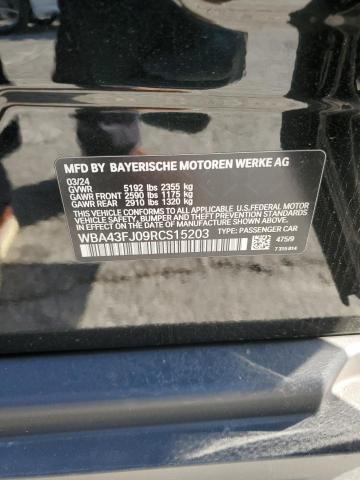 MFD BY BAYERISCHE MOTOREN WERKE AG
03/24
GVWR 5192 lbs 2355 kg
GAWR FRONT 2590 lbs 1175 kg
GAWR REAR 2910 lbs 1320 kg
THIS VEHICLE CONFORMS TO ALL APPLICABLE U.S.FEDERAL MOTOR
VEHICLE SAFETY, BUMPER AND THEFT PREVENTION STANDARDS
IN EFFECT ON THE DATE OF MANUFACTURE SHOWN ABOVE.
WBA43FJ09RCS15203 TYPE: PASSENGER CAR
475/9